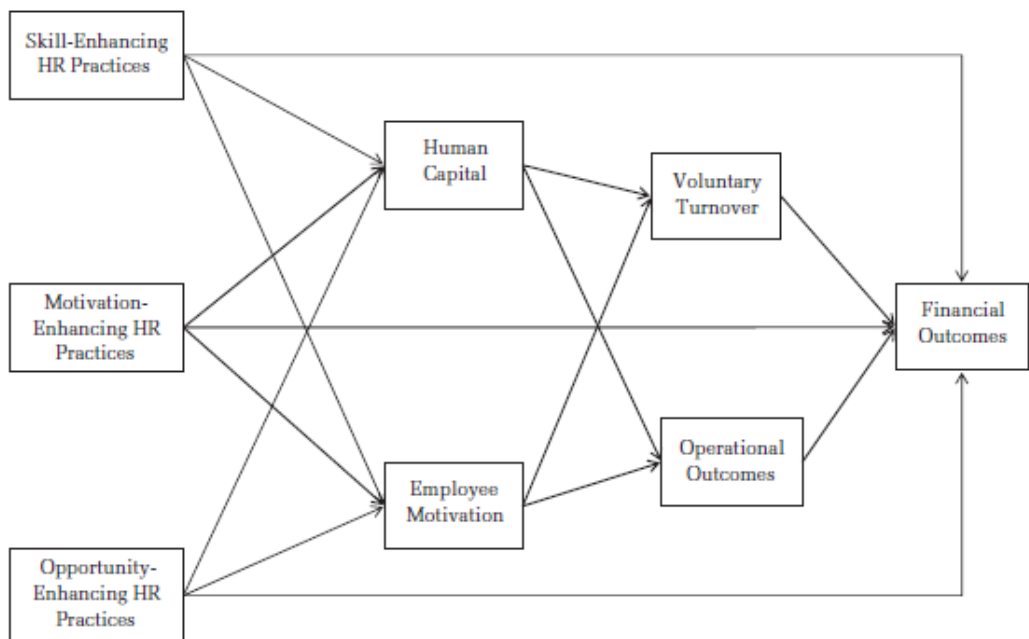 Skill-Enhancing
HR Practices
Human
Capital
Voluntary
Turnover
Motivation-
Enhancing HR
Practices
Financial
Outcomes
Operational
Outcomes
Employee
Motivation
Opportunity-
Enhancing HR
Practices